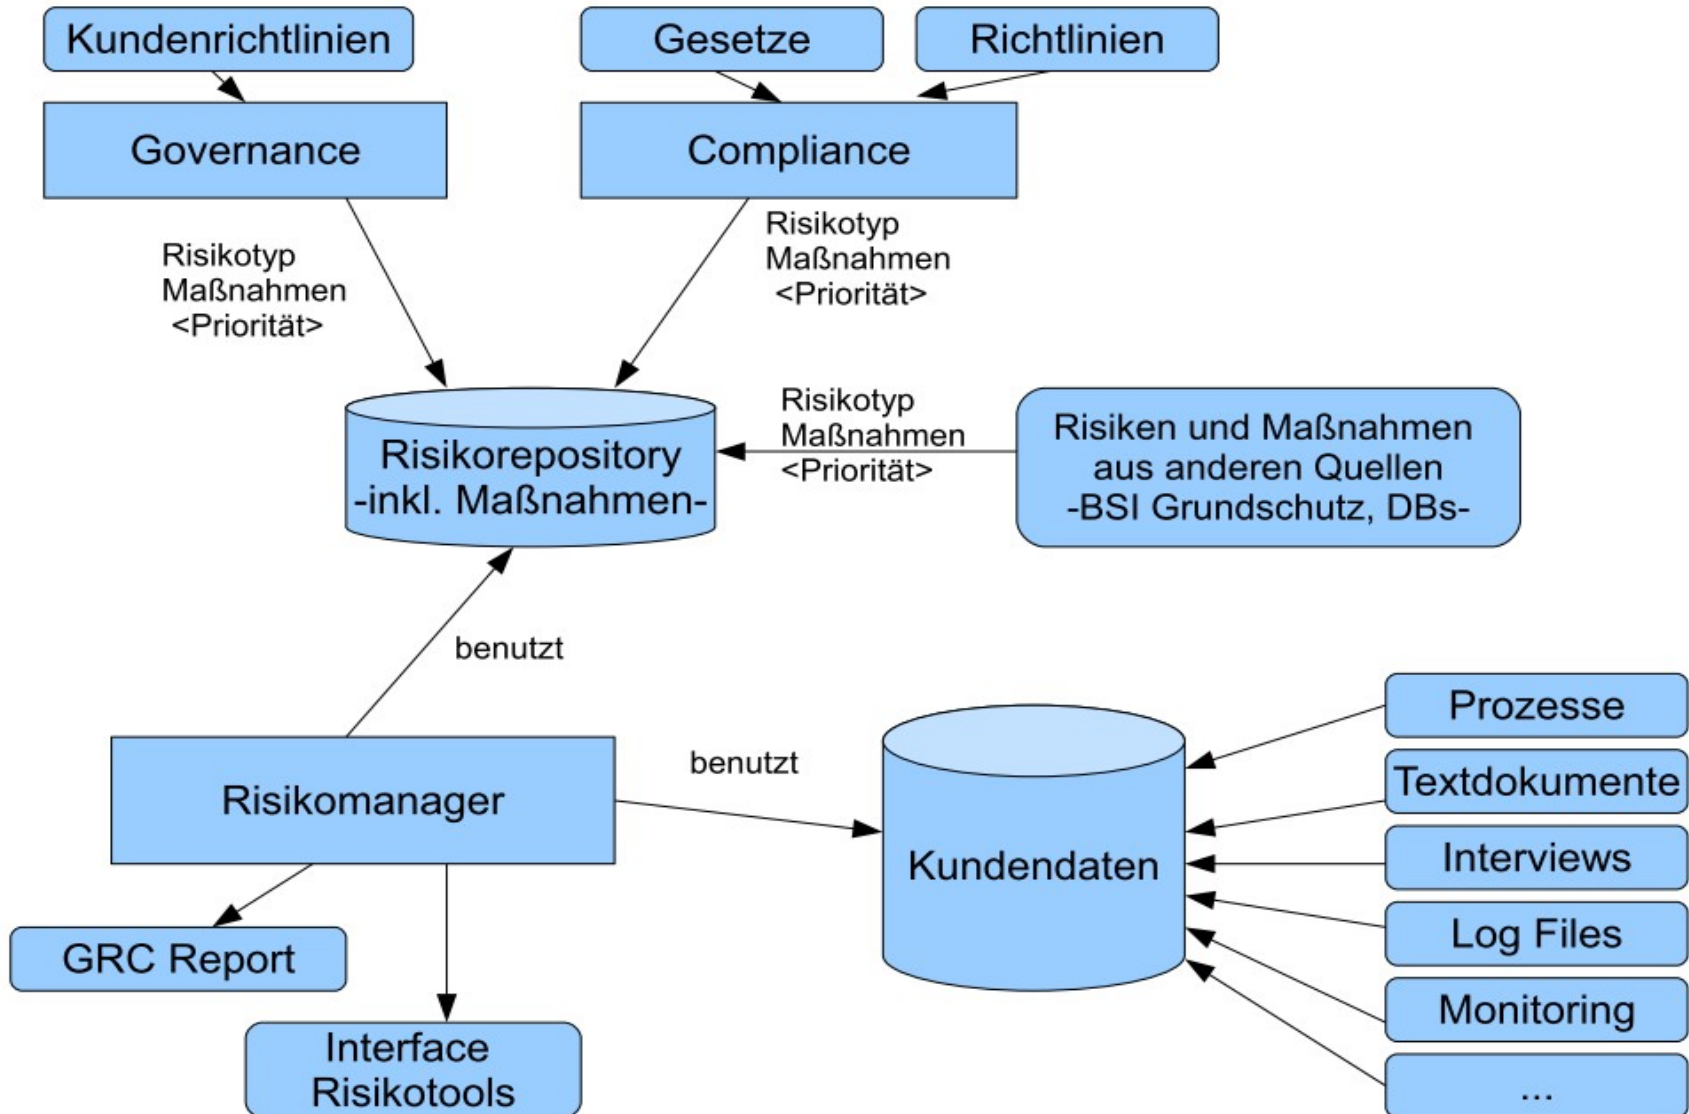 Kundenrichtlinien
Gesetze
Richtlinien
Governance
Compliance
Risikotyp
Maßnahmen
<Priorität>
Risikotyp
Maßnahmen
<Priorität>
Risikorepository
-inkl. Maßnahmen-
Risikotyp
Maßnahmen
<Priorität>
Risiken und Maßnahmen
aus anderen Quellen
-BSI Grundschutz, DBs-
benutzt
Risikomanager
benutzt
Kundendaten
Prozesse
Textdokumente
Interviews
Log Files
Monitoring
...
GRC Report
Interface
Risikotools